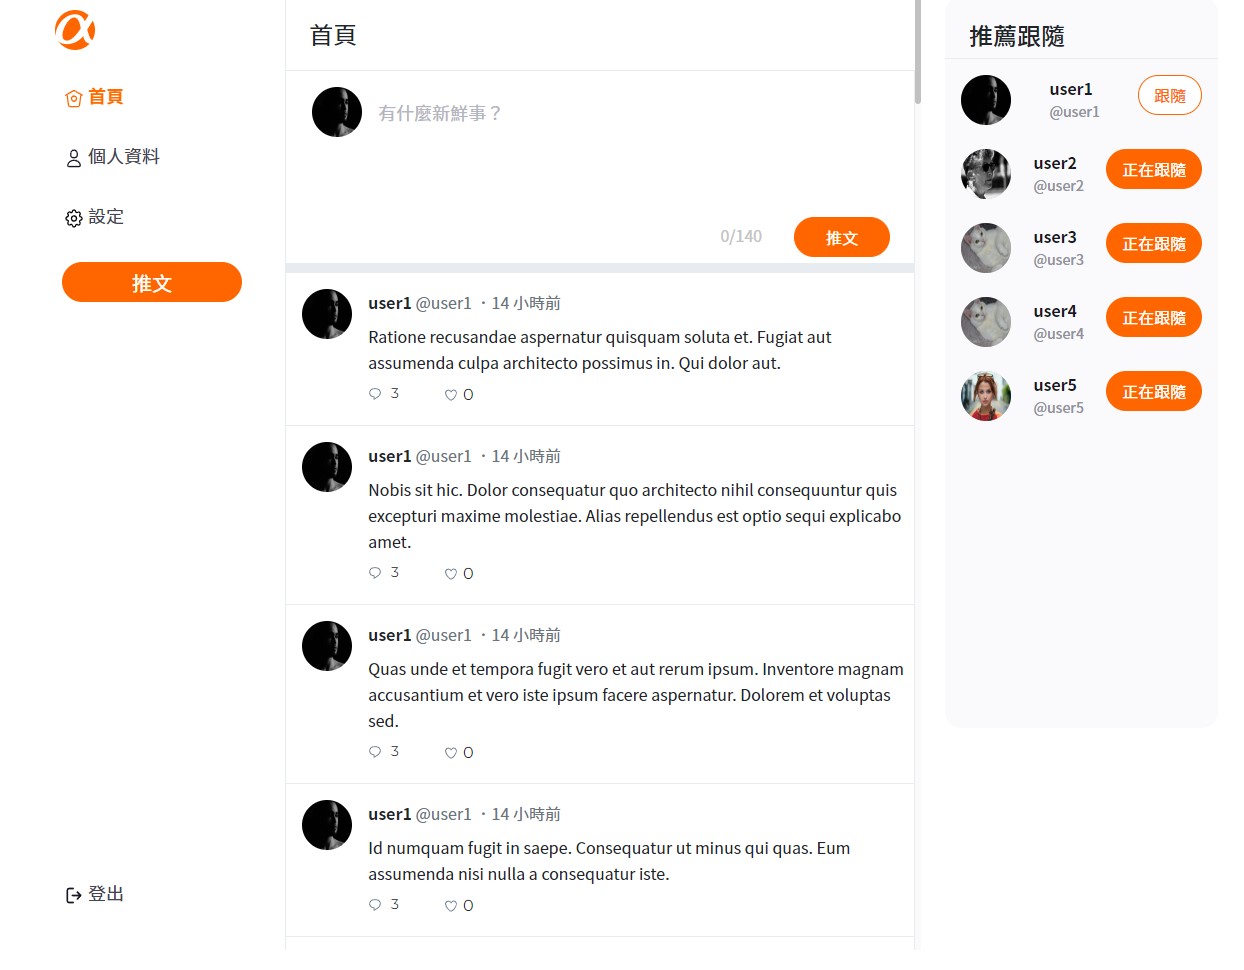 首頁
個人資料
設定
推文
登出
首頁
有什麼新鮮事？
0/140
推文
user1 @user1 ・14 小時前
Ratione recusandae aspernatur quisquam soluta et. Fugiat aut
assumenda culpa architecto possimus in. Qui dolor aut.
3 0
user1 @user1 ・14 小時前
Nobis sit hic. Dolor consequatur quo architecto nihil consequuntur quis
excepturi maxime molestiae. Alias repellendus est optio sequi explicabo
amet.
3 0
user1 @user1 ・14 小時前
Quas unde et tempora fugit vero et aut rerum ipsum. Inventore magnam
accusantium et vero iste ipsum facere aspernatur. Dolorem et voluptas
sed.
3 0
user1 @user1 ・14 小時前
Id numquam fugit in saepe. Consequatur ut minus qui quas. Eum
assumenda nisi nulla a consequatur iste.
3 0
推薦跟隨
user1
@user1
跟隨
user2
@user2
正在跟隨
user3
@user3
正在跟隨
user4
@user4
正在跟隨
user5
@user5
正在跟隨